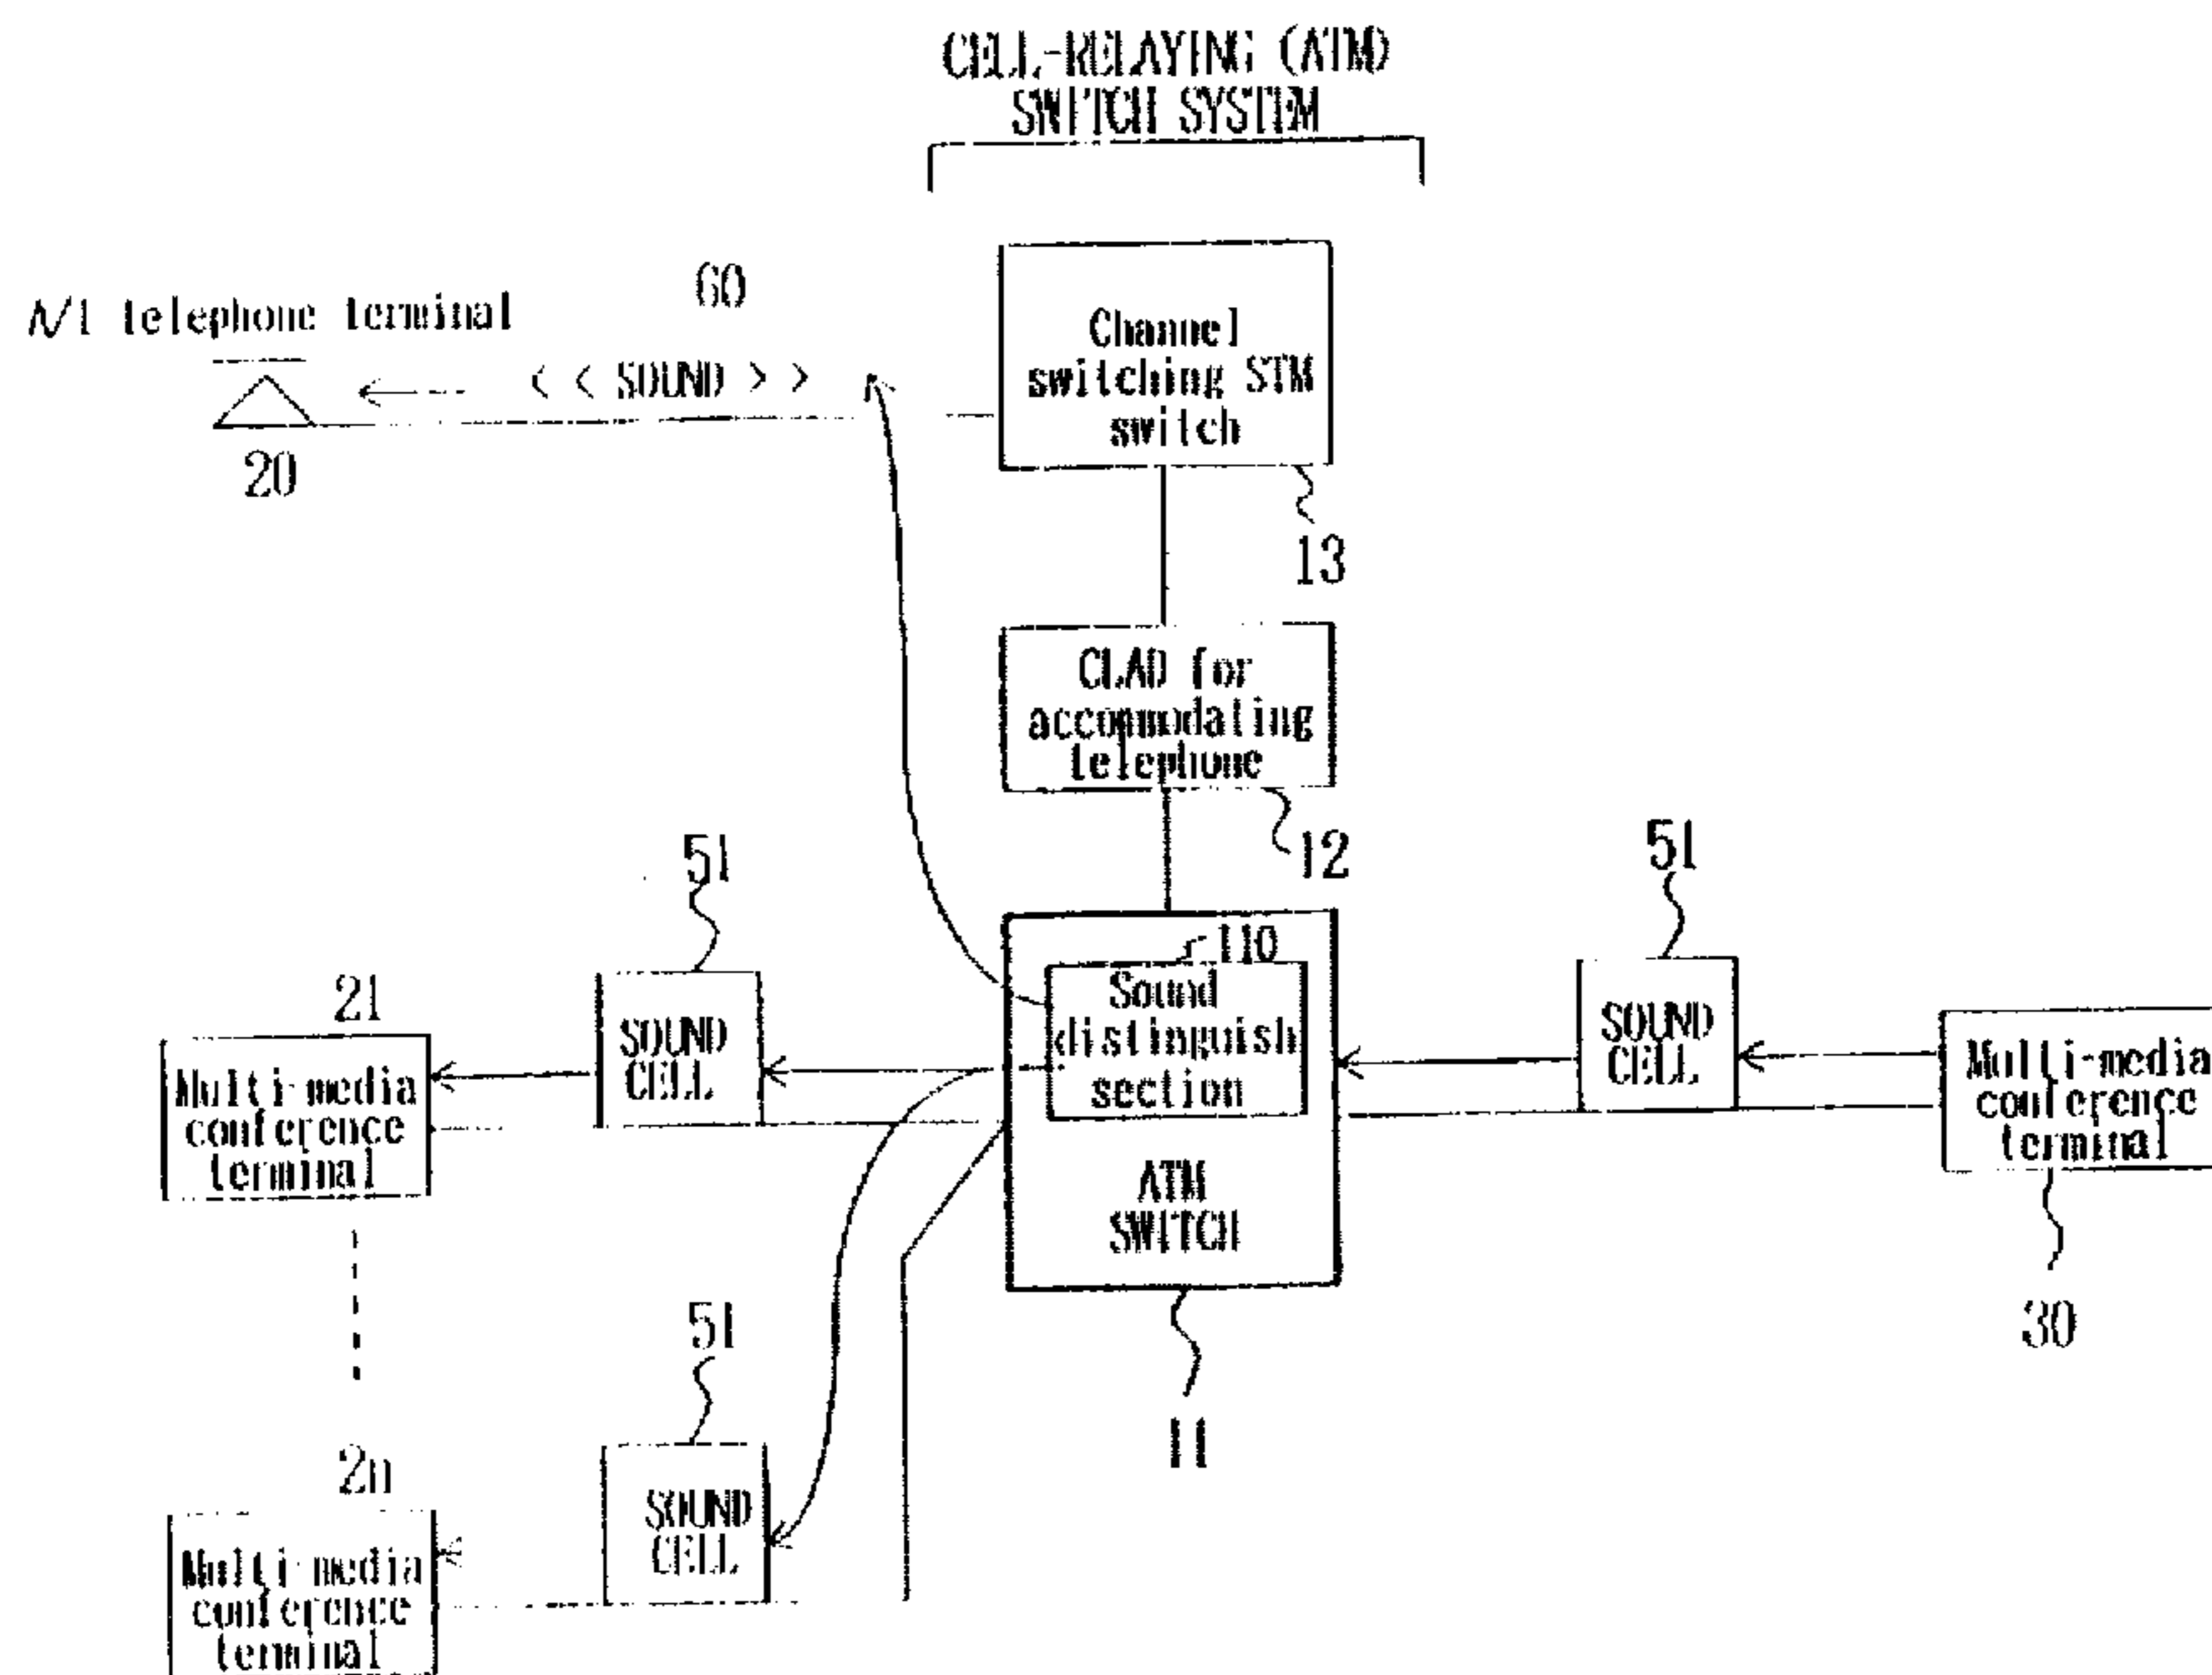 CELL-RELAYING (ATM)
SWITCH SYSTEM
60
A/I telephone terminal
< < SOUND > >
20
Channel
switching STM
switch
13
CLAD for
accommodating
telephone
12
51
51
110
Sound
distinguish
section
21
SOUND
CELL
SOUND
CELL
Multi-media
conference
terminal
Multi-media
conference
terminal
ATM
SWITCH
30
51
11
2n
SOUND
CELL
Multi-media
conference
terminal